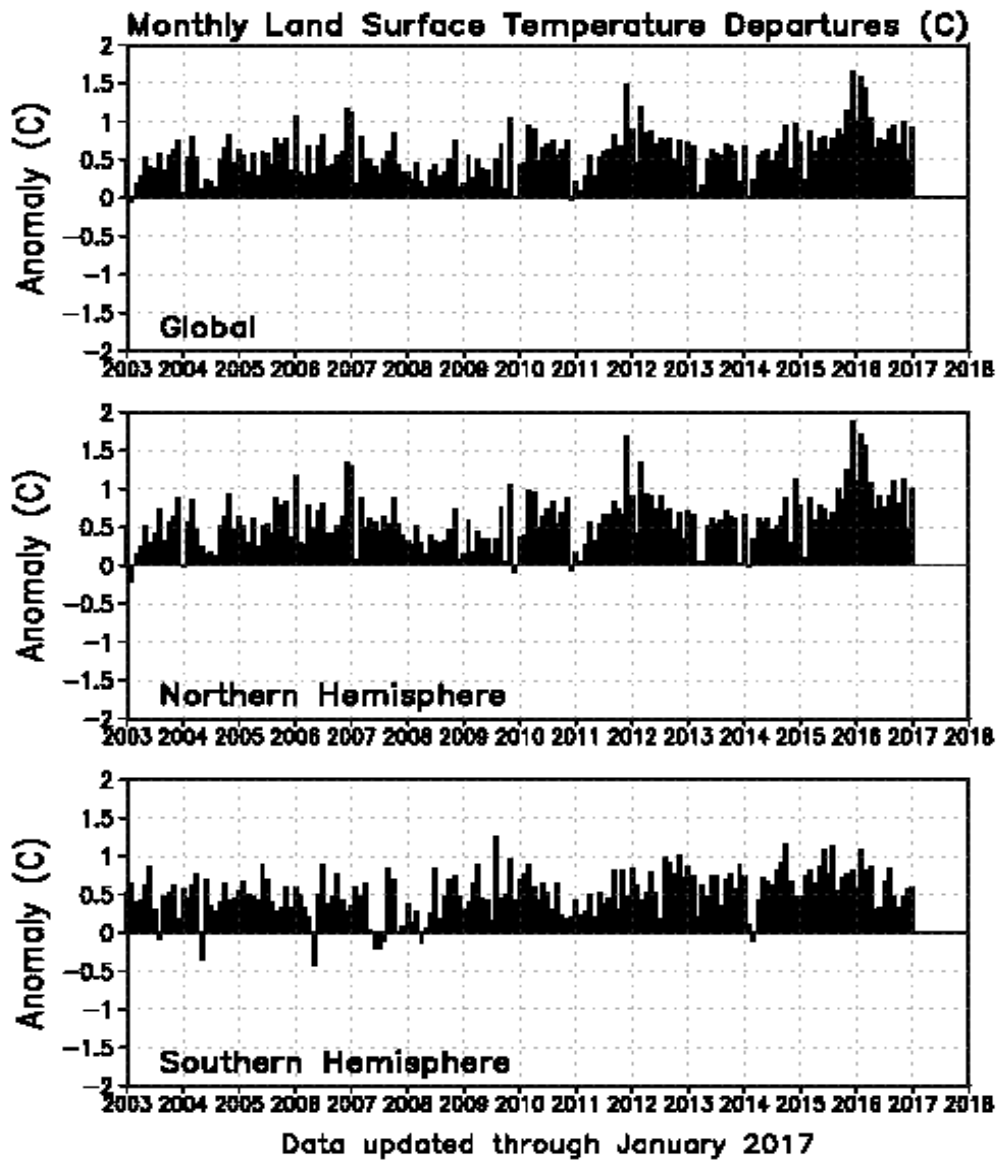 Monthly Land Surface Temperature Departures (C)
Anomaly (C)
2
1.5
1
0.5
0
-0.5
-1
-1.5
-2
Global
2003 2004 2005 2006 2007 2008 2009 2010 2011 2012 2013 2014 2015 2016 2017 2018
Anomaly (C)
2
1.5
1
0.5
0
-0.5
-1
-1.5
-2
Northern Hemisphere
2003 2004 2005 2006 2007 2008 2009 2010 2011 2012 2013 2014 2015 2016 2017 2018
Anomaly (C)
2
1.5
1
0.5
0
-0.5
-1
-1.5
-2
Southern Hemisphere
2003 2004 2005 2006 2007 2008 2009 2010 2011 2012 2013 2014 2015 2016 2017 2018
Data updated through January 2017